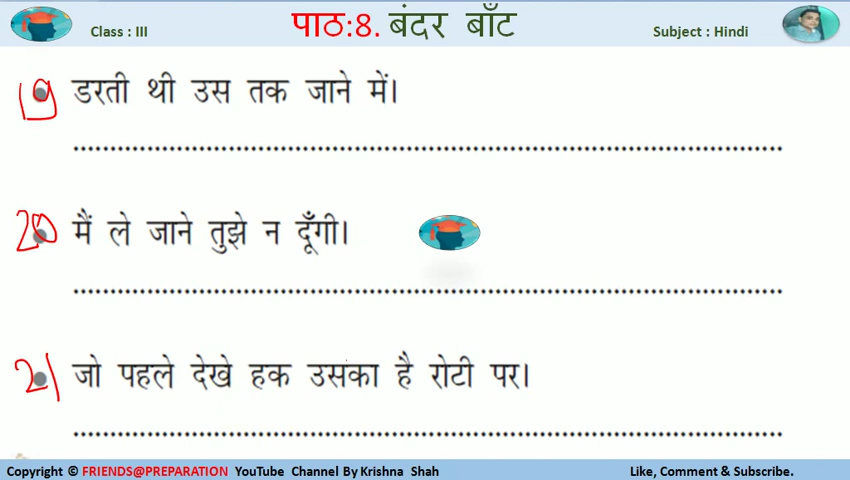 Class : III
पाठ:8. बंदर बाँट
Subject : Hindi
19 डरती थी उस तक जाने में।
20 मैं ले जाने तुझे न दूँगी।
21 जो पहले देखे हक उसका है रोटी पर।
Copyright © FRIENDS@PREPARATION YouTube Channel By Krishna Shah
Like, Comment & Subscribe.